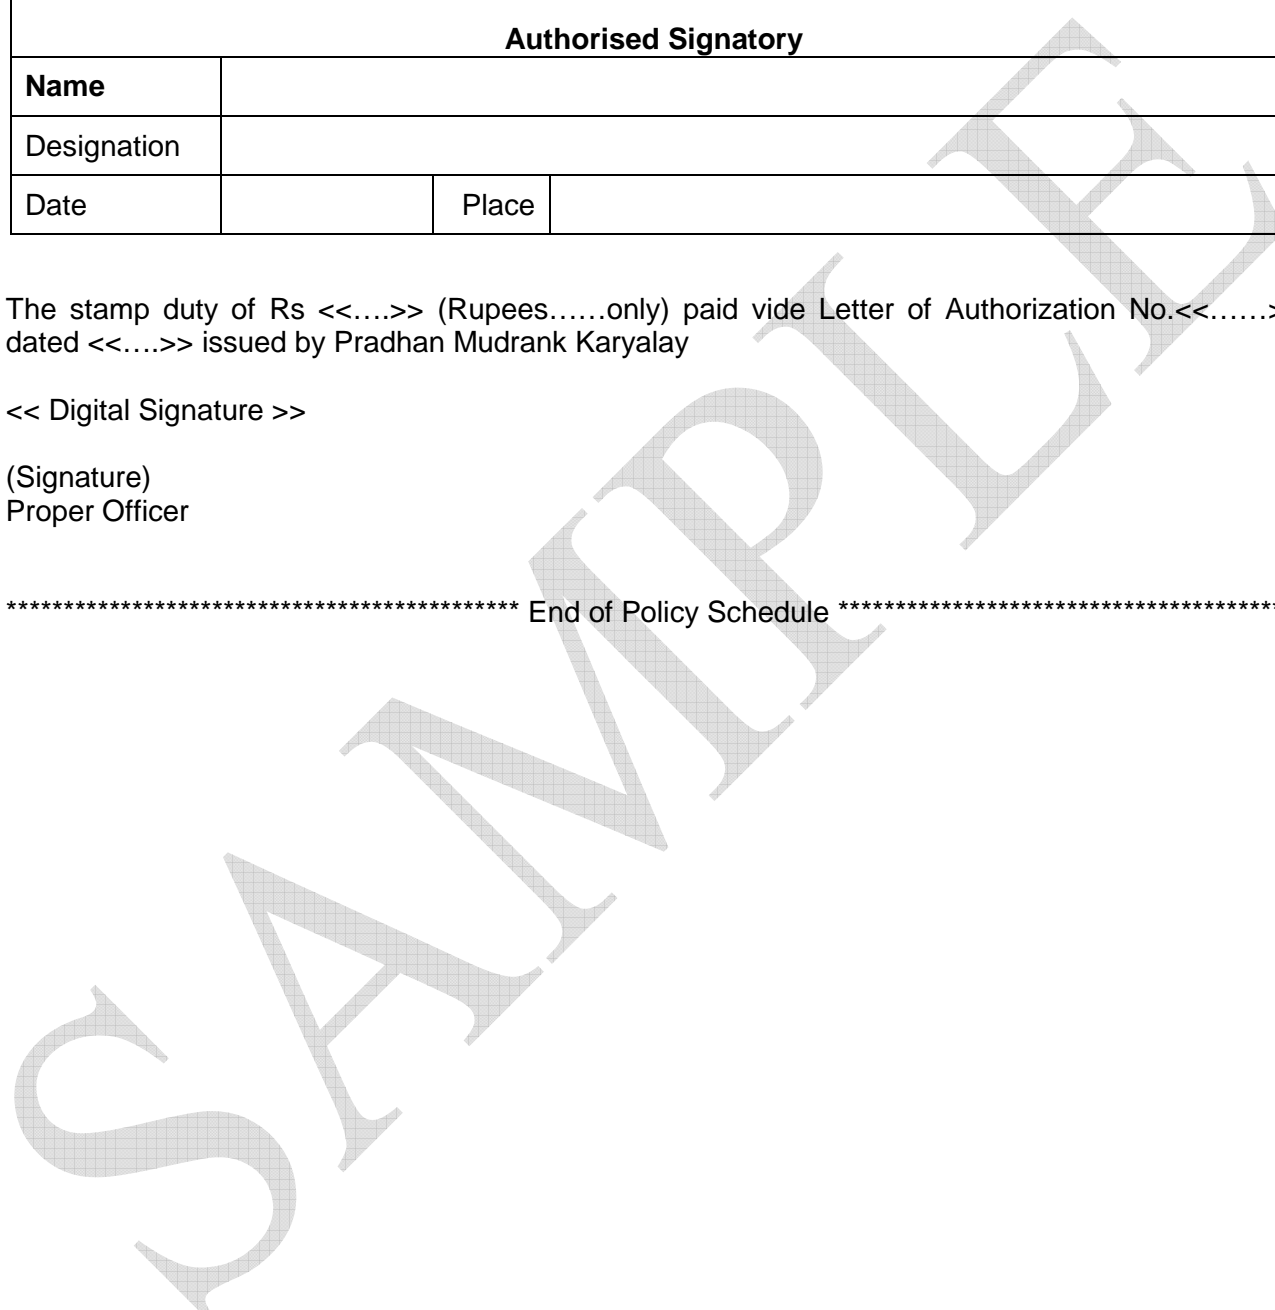 Authorised Signatory
Name
Designation
Date Place
The stamp duty of Rs <<….>> (Rupees……only) paid vide Letter of Authorization No.<<……>
dated <<….>> issued by Pradhan Mudrank Karyalay
<< Digital Signature >>
(Signature)
Proper Officer
********************************************* End of Policy Schedule ***************************************
SAMPLE